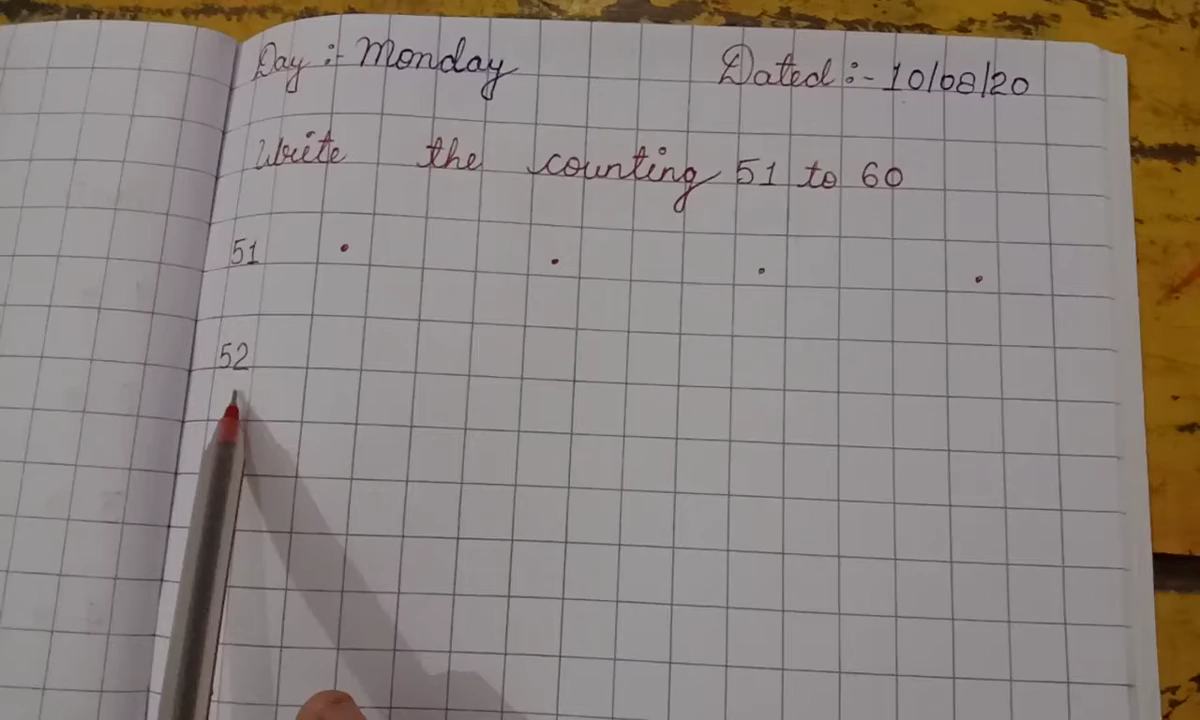 Day :- Monday Dated :- 10/08/20
Write the counting 51 to 60
51 . . . .
52